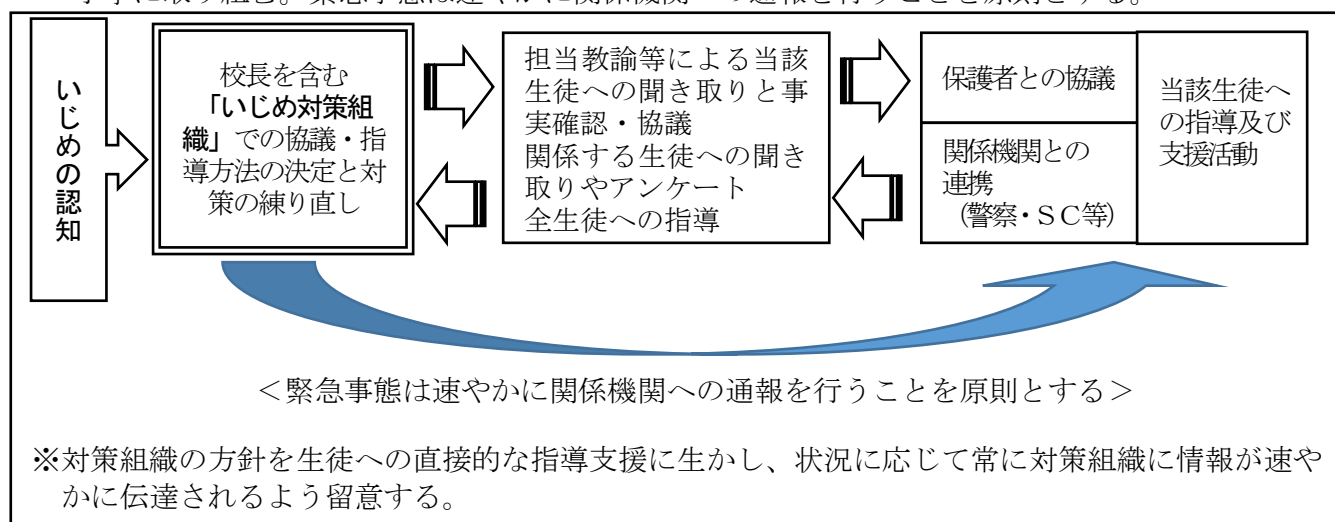 いじめの認知
校長を含む
「いじめ対策組
織」での協議・指
導方法の決定と対
策の練り直し
担当教諭等による当該
生徒への聞き取りと事
実確認・協議
関係する生徒への聞き
取りやアンケート
全生徒への指導
保護者との協議
関係機関との
連携
（警察・ＳＣ等）
当該生徒へ
の指導及び
支援活動
＜緊急事態は速やかに関係機関への通報を行うことを原則とする＞
※対策組織の方針を生徒への直接的な指導支援に生かし、状況に応じて常に対策組織に情報が速や
かに伝達されるよう留意する。